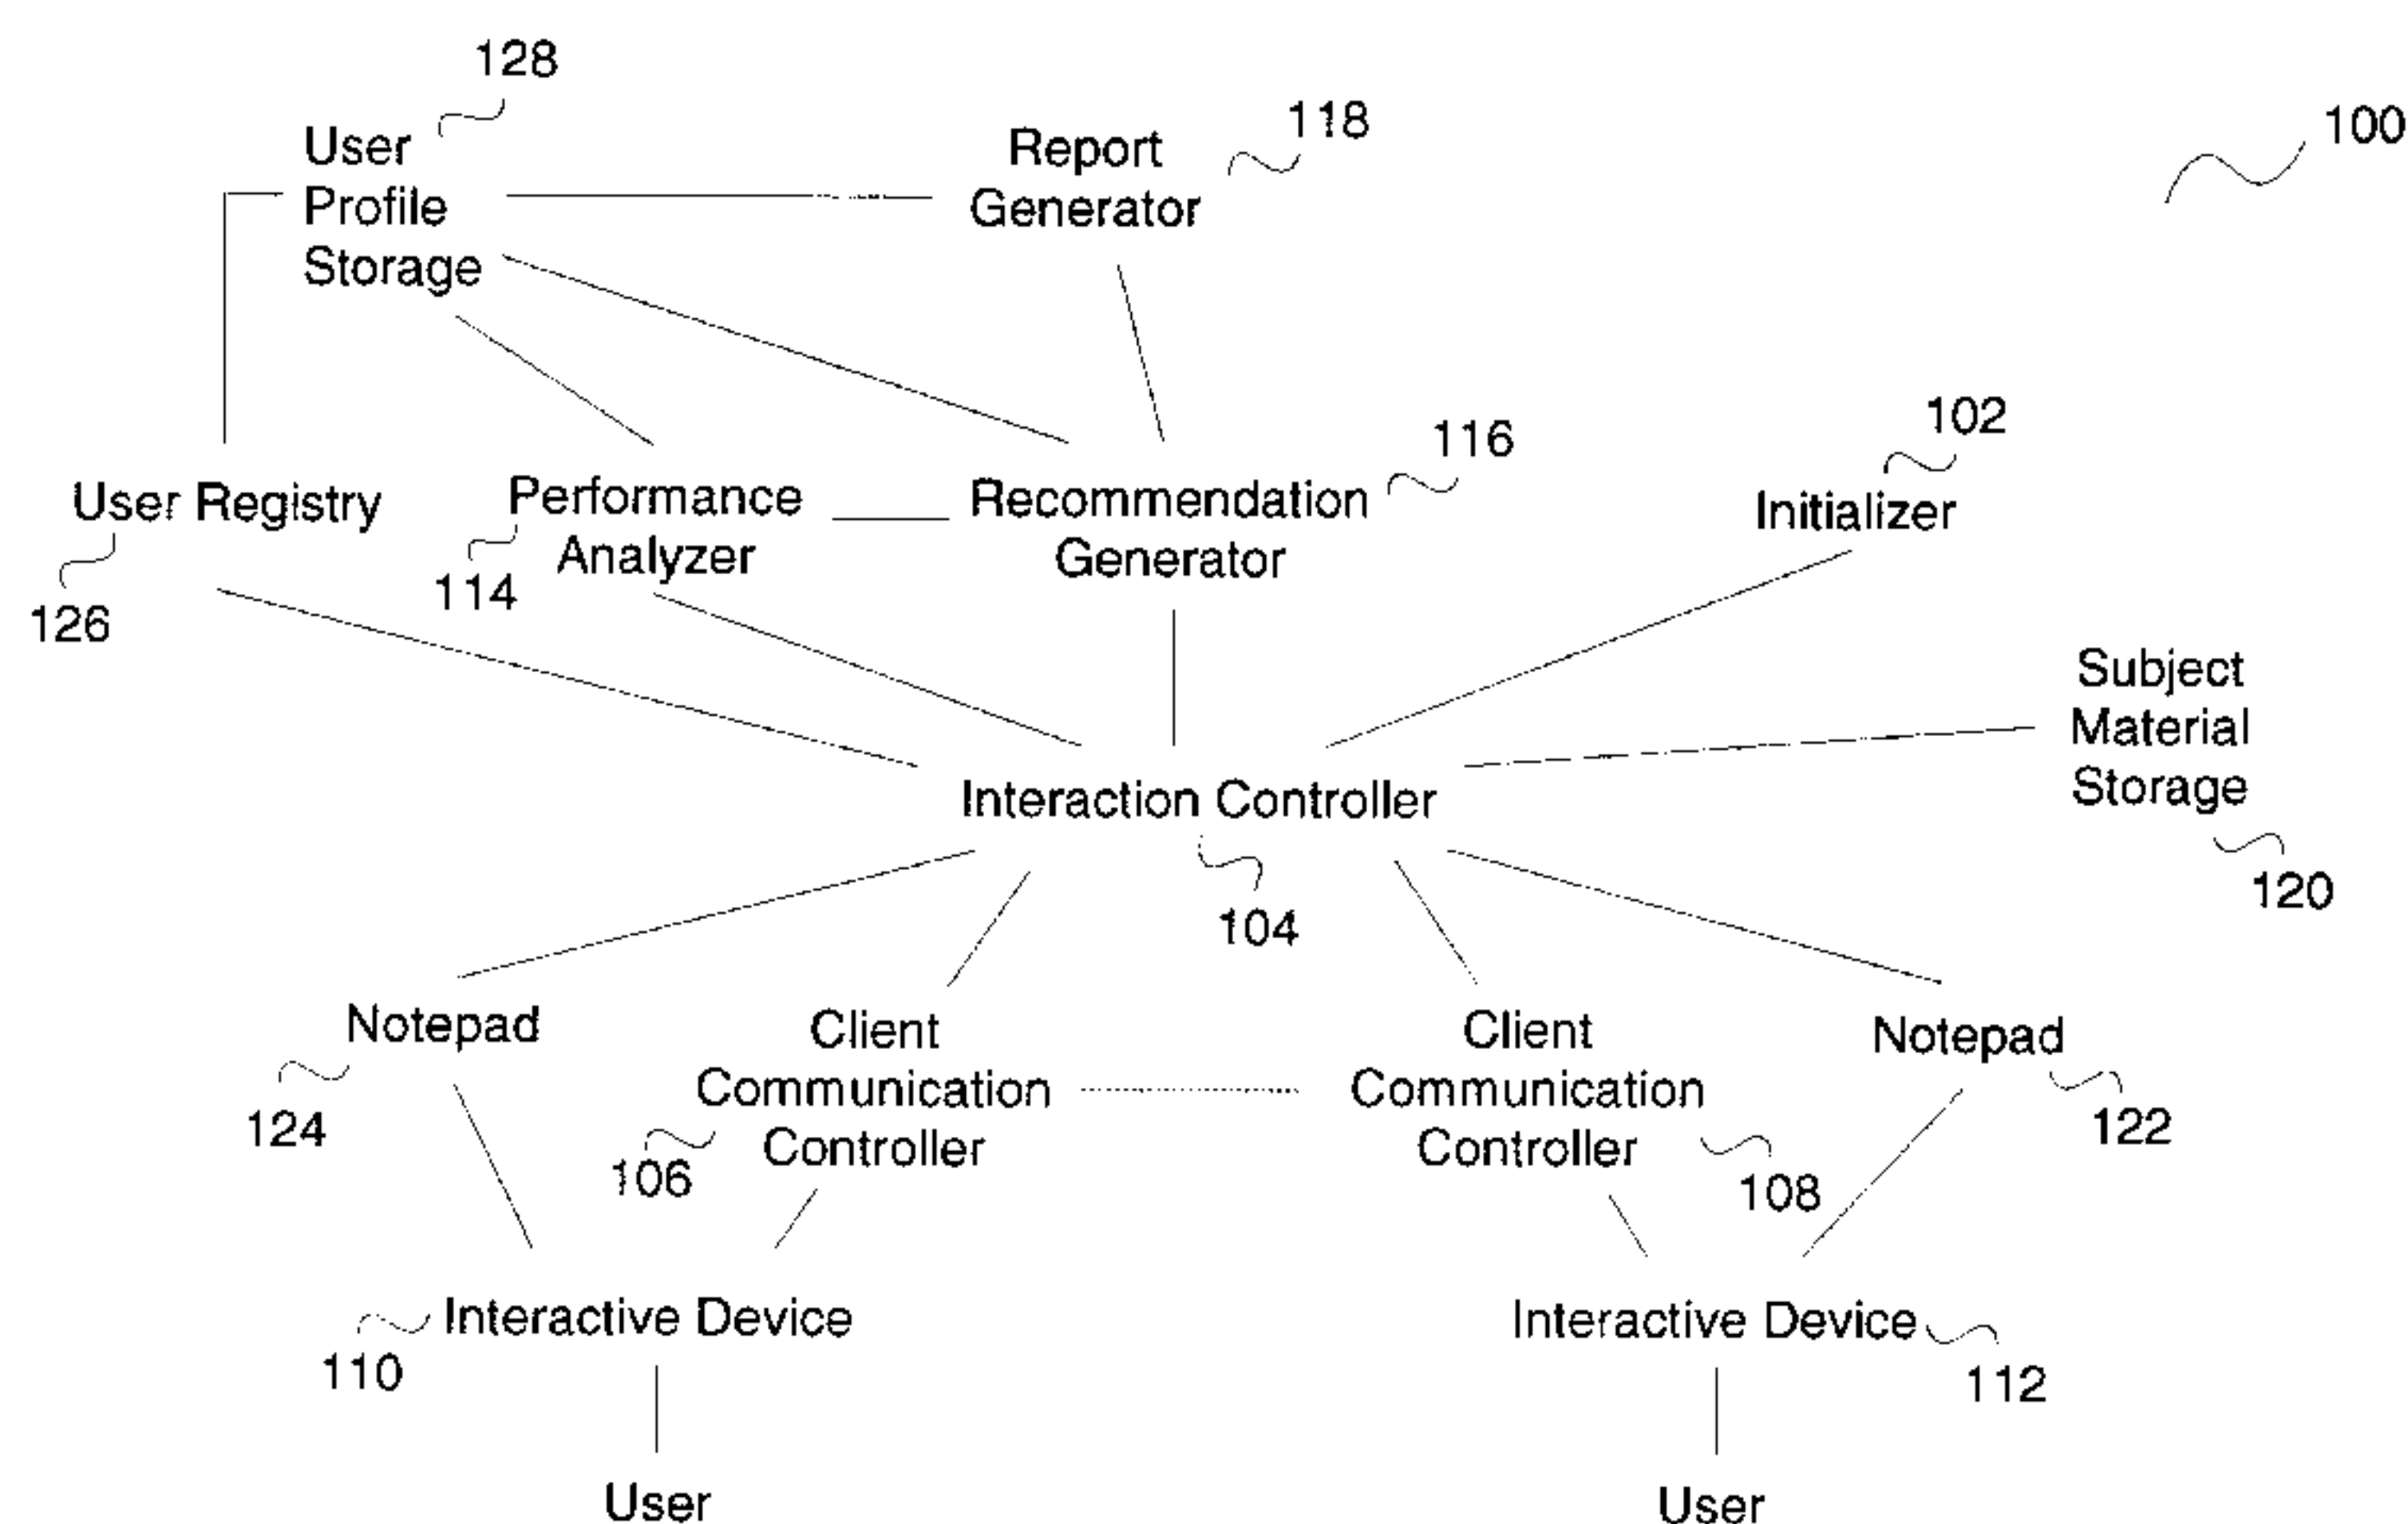 128
User
Profile
Storage
Report
Generator
118
100
User Registry
126
Performance
Analyzer
114
Recommendation
Generator
116
102
Initializer
Subject
Material
Storage
120
Interaction Controller
104
Notepad
124
Client
Communication
Controller
106
Client
Communication
Controller
108
Notepad
122
Interactive Device
110
Interactive Device
112
User
User